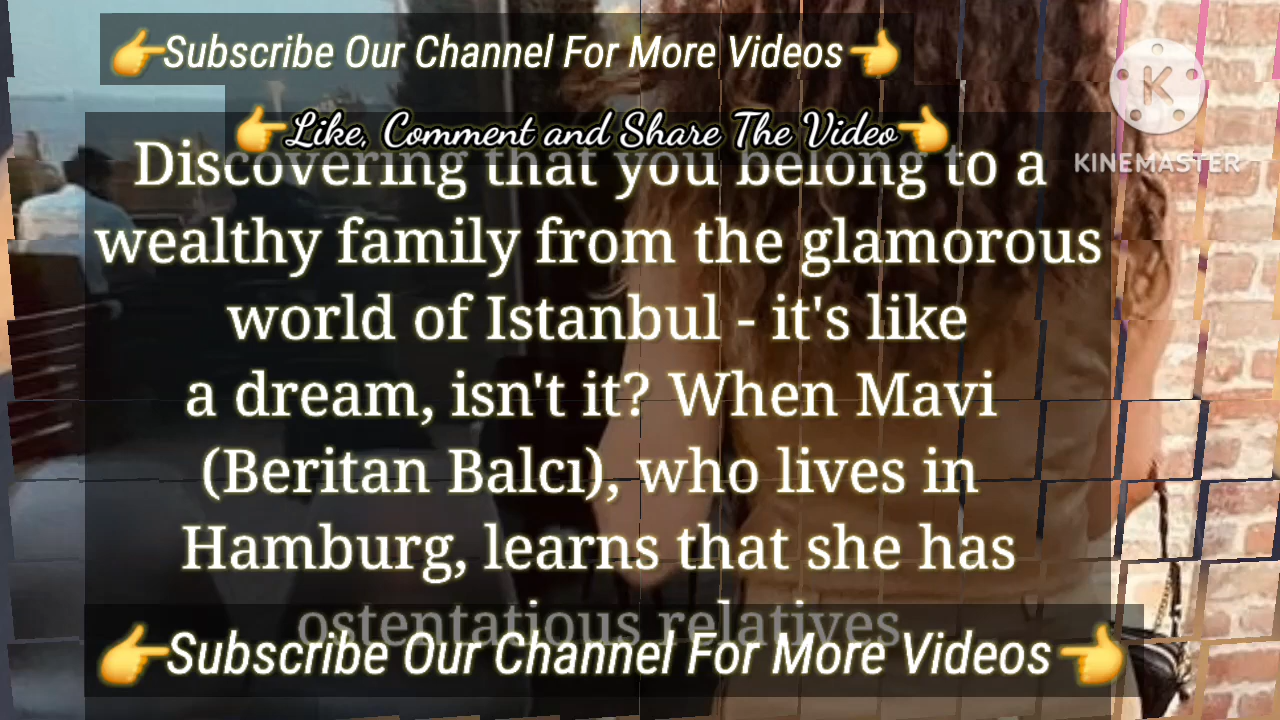 👉Subscribe Our Channel For More Videos👈
👉Like, Comment and Share The Video👈
KINEMASTER
Discovering that you belong to a
wealthy family from the glamorous
world of Istanbul - it's like
a dream, isn't it? When Mavi
(Beritan Balcı), who lives in
Hamburg, learns that she has
ostentatious relatives
👉Subscribe Our Channel For More Videos👈